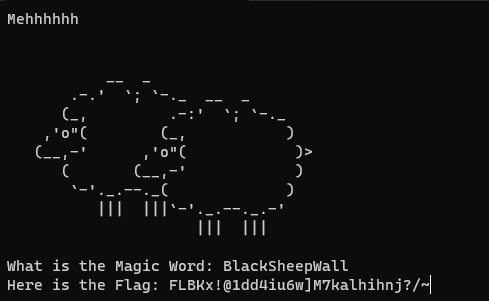 Mehhhhhh
What is the Magic Word: BlackSheepWall
Here is the Flag: FLBKx!@1dd4iu6w]M7kalhihnj?/~